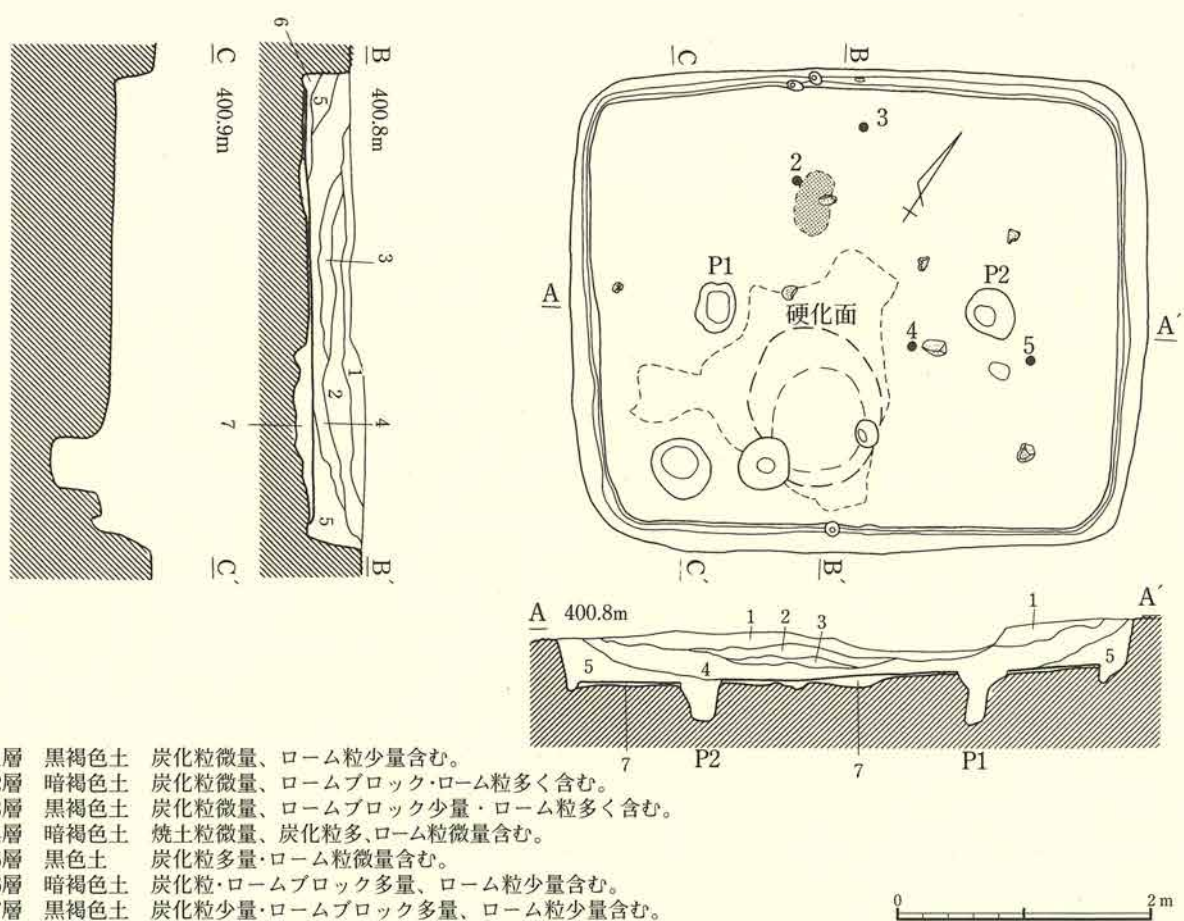 C
400.9m
C´
6
B
400.8m
5
3
1
2
4
7
5
B´
C
B
3
2
P1
P2
A
A´
硬化面
4
5
C´
B´
A 400.8m
A´
1
2
3
1
5
4
5
7
P2
7
P1
層 黒褐色土 炭化粒微量、ローム粒少量含む。
層 暗褐色土 炭化粒微量、ロームブロック・ローム粒多く含む。
層 黒褐色土 炭化粒微量、ロームブロック少量・ローム粒多く含む。
層 暗褐色土 焼土粒微量、炭化粒多、ローム粒微量含む。
層 黒色土 炭化粒多量・ローム粒微量含む。
層 暗褐色土 炭化粒・ロームブロック多量、ローム粒少量含む。
層 黒褐色土 炭化粒少量・ロームブロック多量、ローム粒少量含む。
0 2m